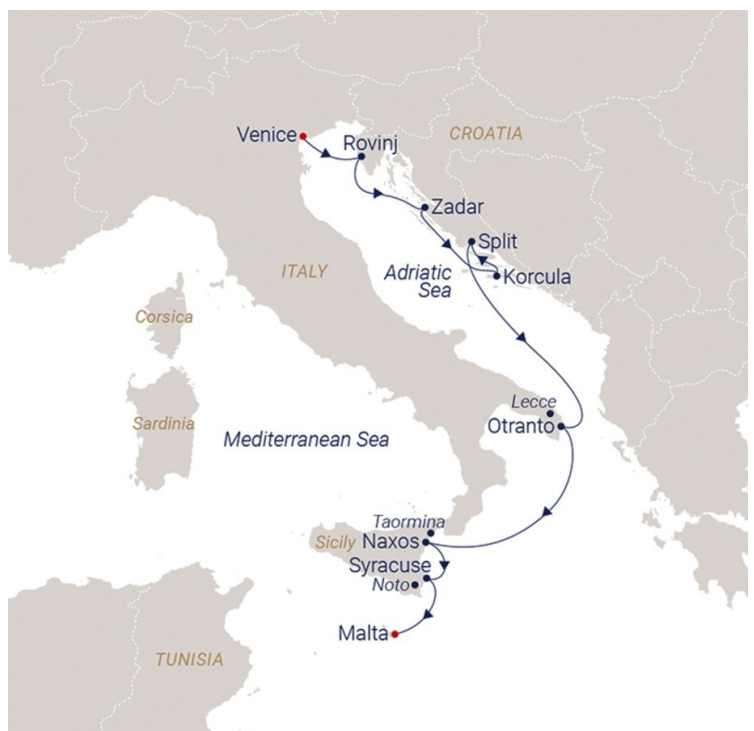 Venice
Rovinj
CROATIA
Zadar
Split
ITALY
Adriatic
Sea
Korcula
Corsica
Lecce
Sardinia
Otranto
Mediterranean Sea
Taormina
Sicily
Naxos
Syracuse
Noto
Malta
TUNISIA